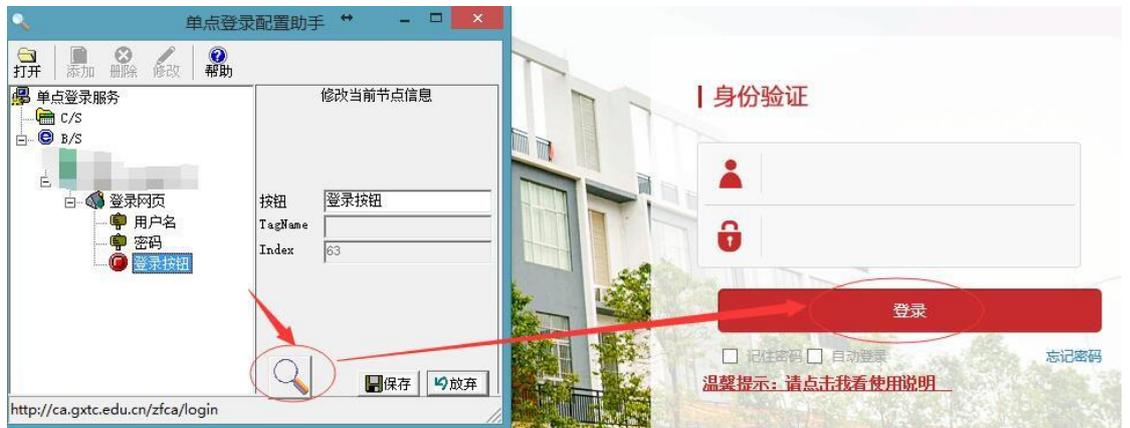 单点登录配置助手
打开 添加 删除 修改 帮助
单点登录服务
C/S
B/S
登录网页
用户名
密码
登录按钮
修改当前节点信息
按钮 登录按钮
TagName
Index 63
保存 放弃
http://ca.gxtc.edu.cn/zfca/login
身份验证
登录
记住密码 自动登录 忘记密码
温馨提示：请点击我看使用说明